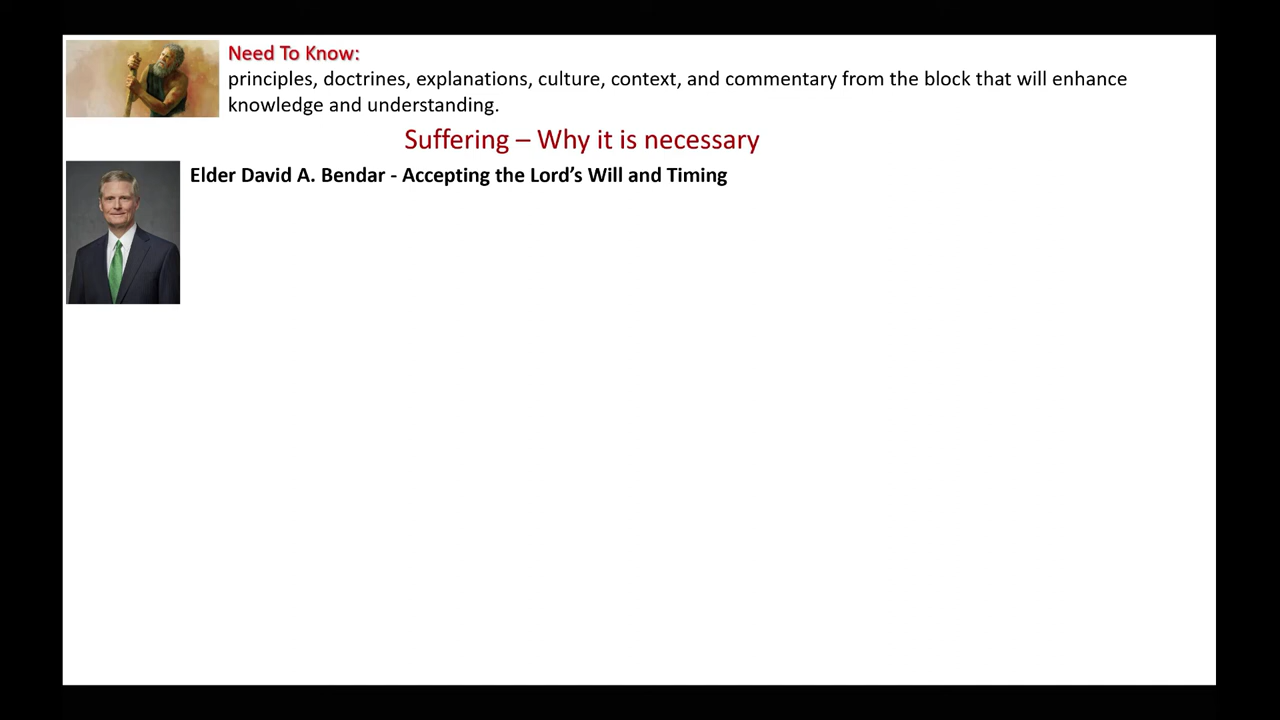 Need To Know:
principles, doctrines, explanations, culture, context, and commentary from the block that will enhance
knowledge and understanding.
Suffering – Why it is necessary
Elder David A. Bendar - Accepting the Lord’s Will and Timing